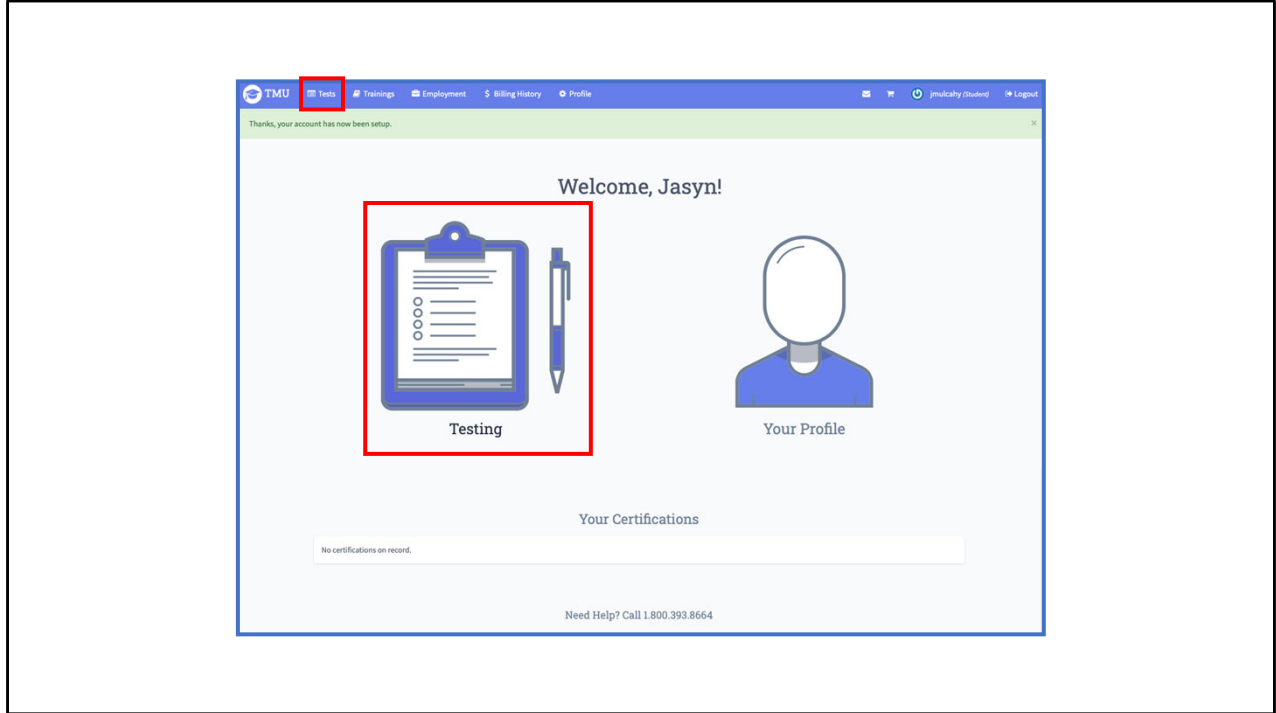 TMU Tests Trainings Employment $ Billing History Profile jmulcahy (Student) Logout
Thanks, your account has now been setup. ×
Welcome, Jasyn!
Testing
Your Profile
Your Certifications
No certifications on record.
Need Help? Call 1.800.393.8664